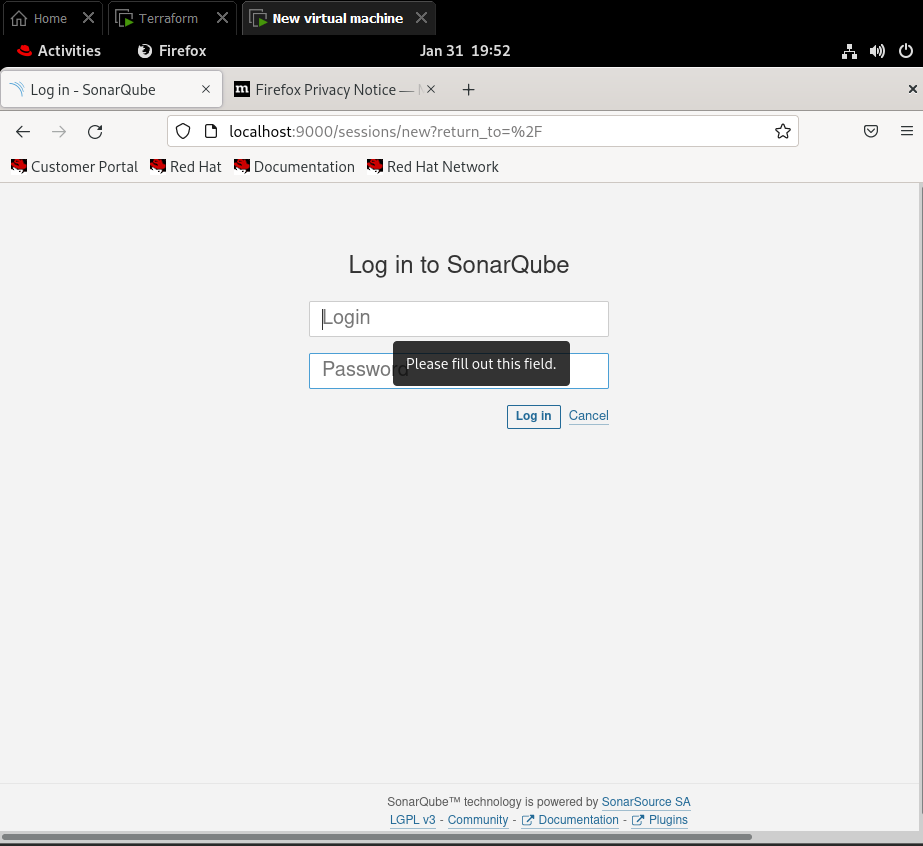 Home
Terraform
New virtual machine
Activities
Firefox
Jan 31 19:52
Log in - SonarQube
Firefox Privacy Notice —
localhost:9000/sessions/new?return_to=%2F
Customer Portal
Red Hat
Documentation
Red Hat Network
Log in to SonarQube
Login
Password
Please fill out this field.
Log in
Cancel
SonarQube™ technology is powered by SonarSource SA
LGPL v3 - Community - Documentation - Plugins